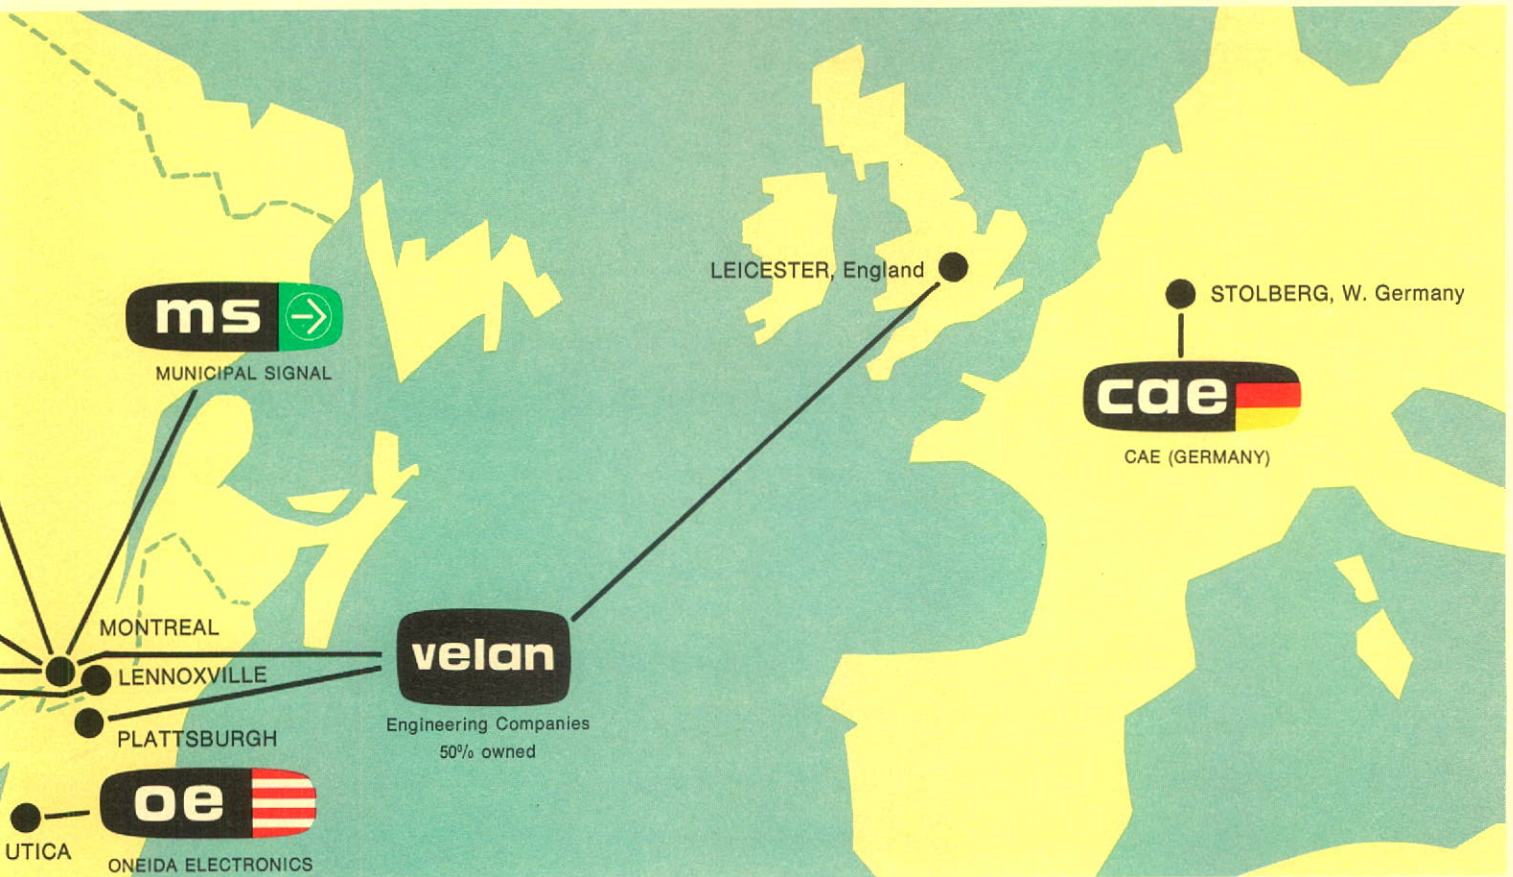 LEICESTER, England
STOLBERG, W. Germany
ms
MUNICIPAL SIGNAL
cae
CAE (GERMANY)
MONTREAL
LENNOXVILLE
velan
Engineering Companies
50% owned
PLATTSBURGH
oe
UTICA
ONEIDA ELECTRONICS